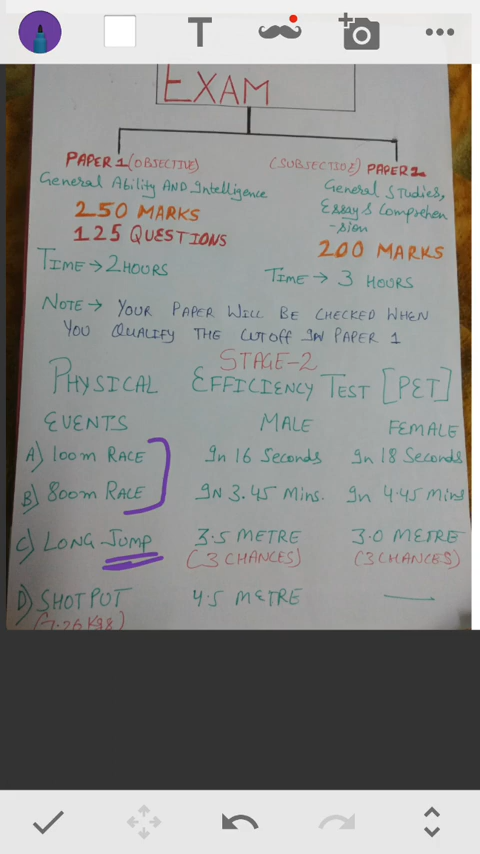 T
EXAM
PAPER 1 (OBJECTIVE)
General Ability AND Intelligence
250 MARKS
125 QUESTIONS
TIME → 2 HOURS
(SUBJECTIVE) PAPER 2
General Studies,
Essay & Comprehen
-sion
200 MARKS
TIME → 3 HOURS
NOTE → YOUR PAPER WILL BE CHECKED WHEN
YOU QUALIFY THE CUTOFF IN PAPER 1
STAGE-2
PHYSICAL EFFICIENCY TEST [PET]
EVENTS MALE FEMALE
A) 100m RACE In 16 Seconds In 18 Seconds
B) 800m RACE IN 3.45 Mins. In 4.45 Mins
C) LONG JUMP 3.5 METRE 3.0 METRE
(3 CHANCES) (3 CHANCES)
D) SHOT PUT 4.5 METRE
(7.26 Kgs)